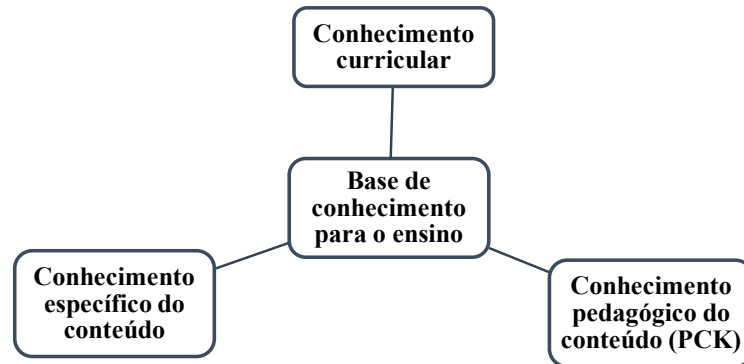 Conhecimento
curricular
Base de
conhecimento
para o ensino
Conhecimento
específico do
conteúdo
Conhecimento
pedagógico do
conteúdo (PCK)